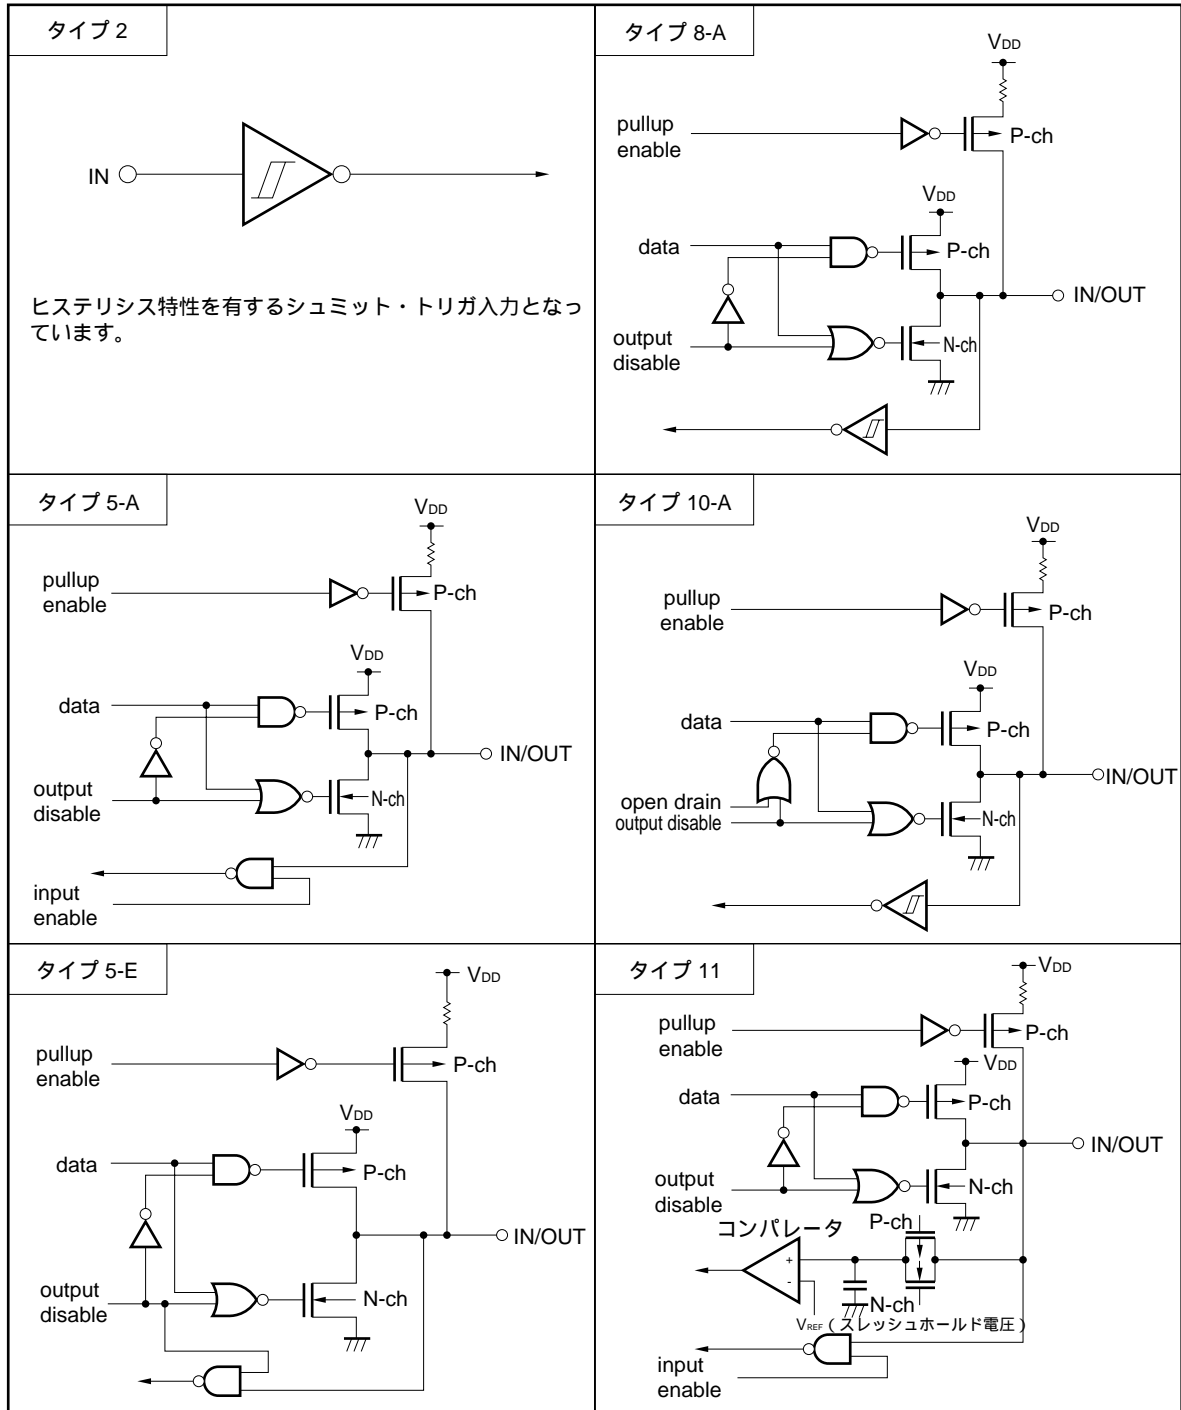 タイプ 2
IN
ヒステリシス特性を有するシュミット・トリガ入力となっ
ています。
タイプ 8-A
VDD
pullup
enable
P-ch
VDD
data
P-ch
IN/OUT
output
disable
N-ch
タイプ 5-A
VDD
pullup
enable
P-ch
VDD
data
P-ch
IN/OUT
output
disable
N-ch
input
enable
タイプ 10-A
VDD
pullup
enable
P-ch
VDD
data
P-ch
IN/OUT
open drain
output disable
N-ch
タイプ 5-E
VDD
pullup
enable
P-ch
VDD
data
P-ch
IN/OUT
output
disable
N-ch
タイプ 11
VDD
pullup
enable
P-ch
VDD
data
P-ch
IN/OUT
output
disable
N-ch
P-ch
コンパレータ
+
-
N-ch
VREF(スレッシュホールド電圧)
input
enable